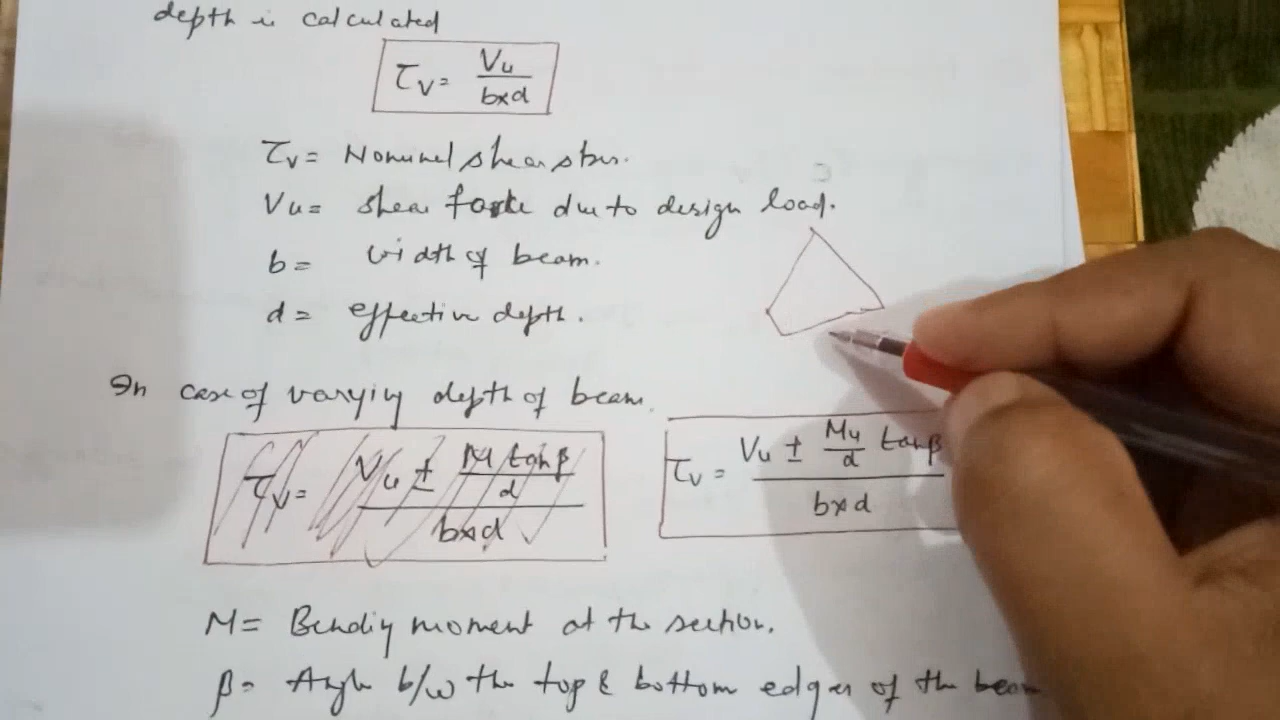 depth is calculated
τv = Vu / b×d
τv = Nominal shear stress.
Vu = shear force due to design load.
b = width of beam.
d = effective depth.
In case of varying depth of beam.
τv = Vu ± M tanβ / d / b×d
τv = Vu ± Mu / d tanβ / b×d
M = Bending moment at the section.
β = Angle b/w the top & bottom edges of the beam